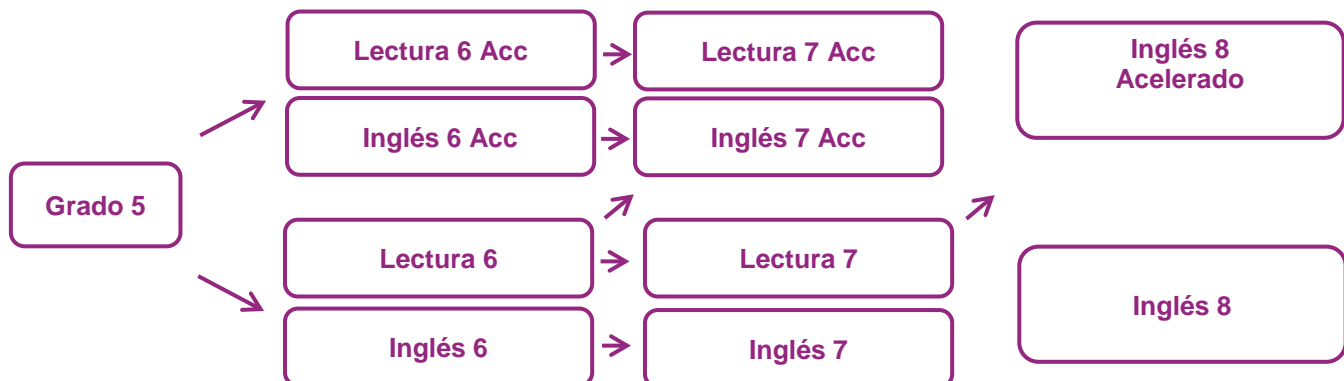 Lectura 6 Acc
Lectura 7 Acc
Inglés 8
Acelerado
Inglés 6 Acc
Inglés 7 Acc
Grado 5
Lectura 6
Lectura 7
Inglés 8
Inglés 6
Inglés 7